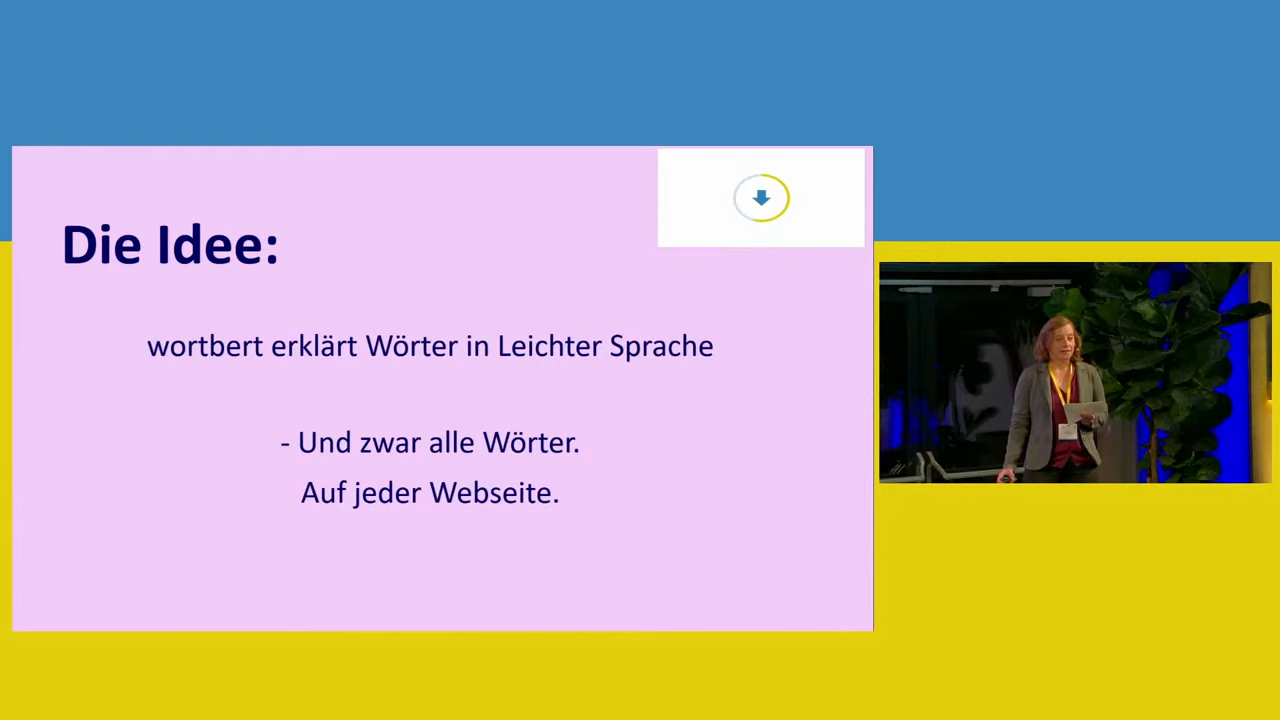 Die Idee:
wortbert erklärt Wörter in Leichter Sprache
- Und zwar alle Wörter.
Auf jeder Webseite.